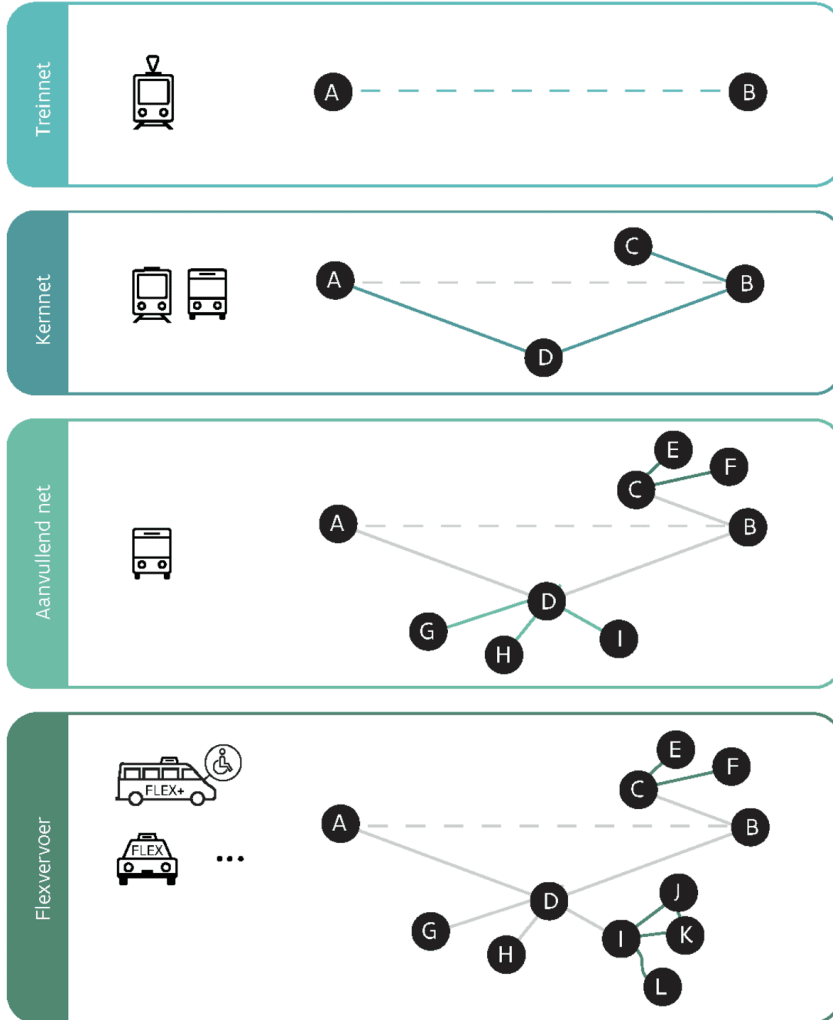 Treinnet
A
B
Kernnet
C
A
B
D
Aanvullend net
E
F
C
A
B
D
G
I
H
Flexvervoer
E
FLEX+
F
C
A
B
FLEX
...
J
D
G
I
K
H
L